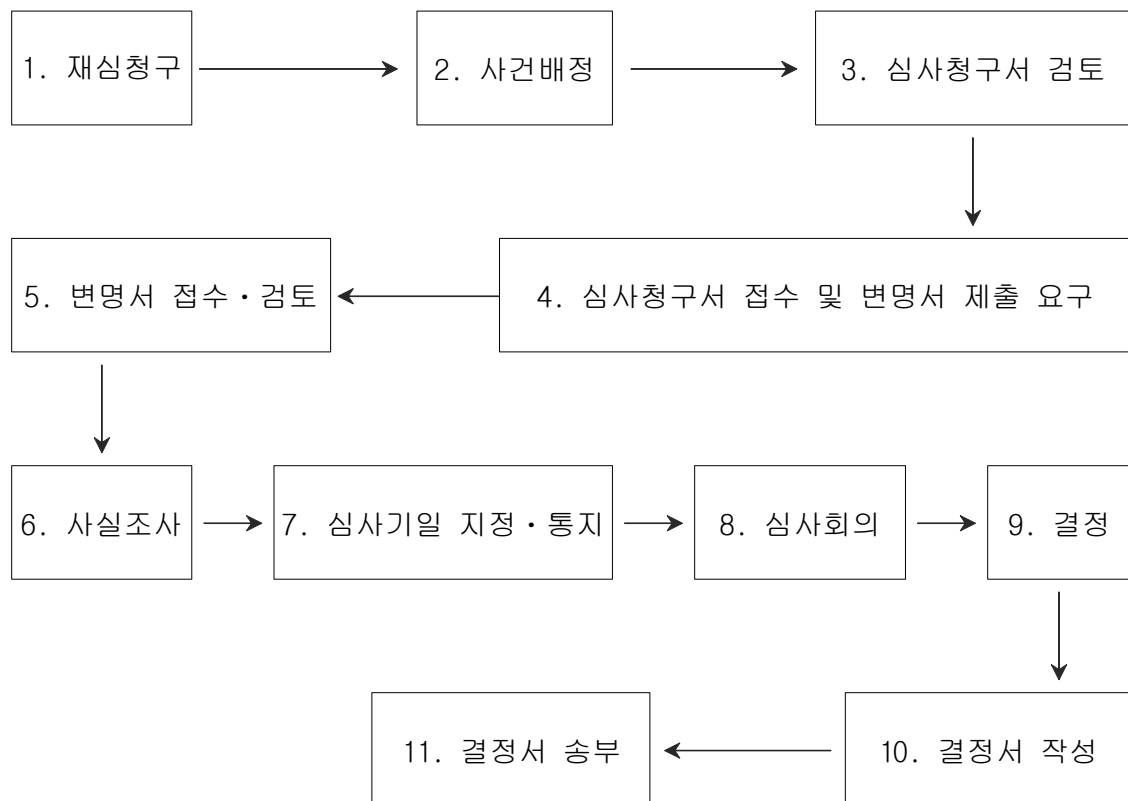 1. 재심청구
2. 사건배정
3. 심사청구서 검토
4. 심사청구서 접수 및 변명서 제출 요구
5. 변명서 접수·검토
6. 사실조사
7. 심사기일 지정·통지
8. 심사회의
9. 결정
10. 결정서 작성
11. 결정서 송부